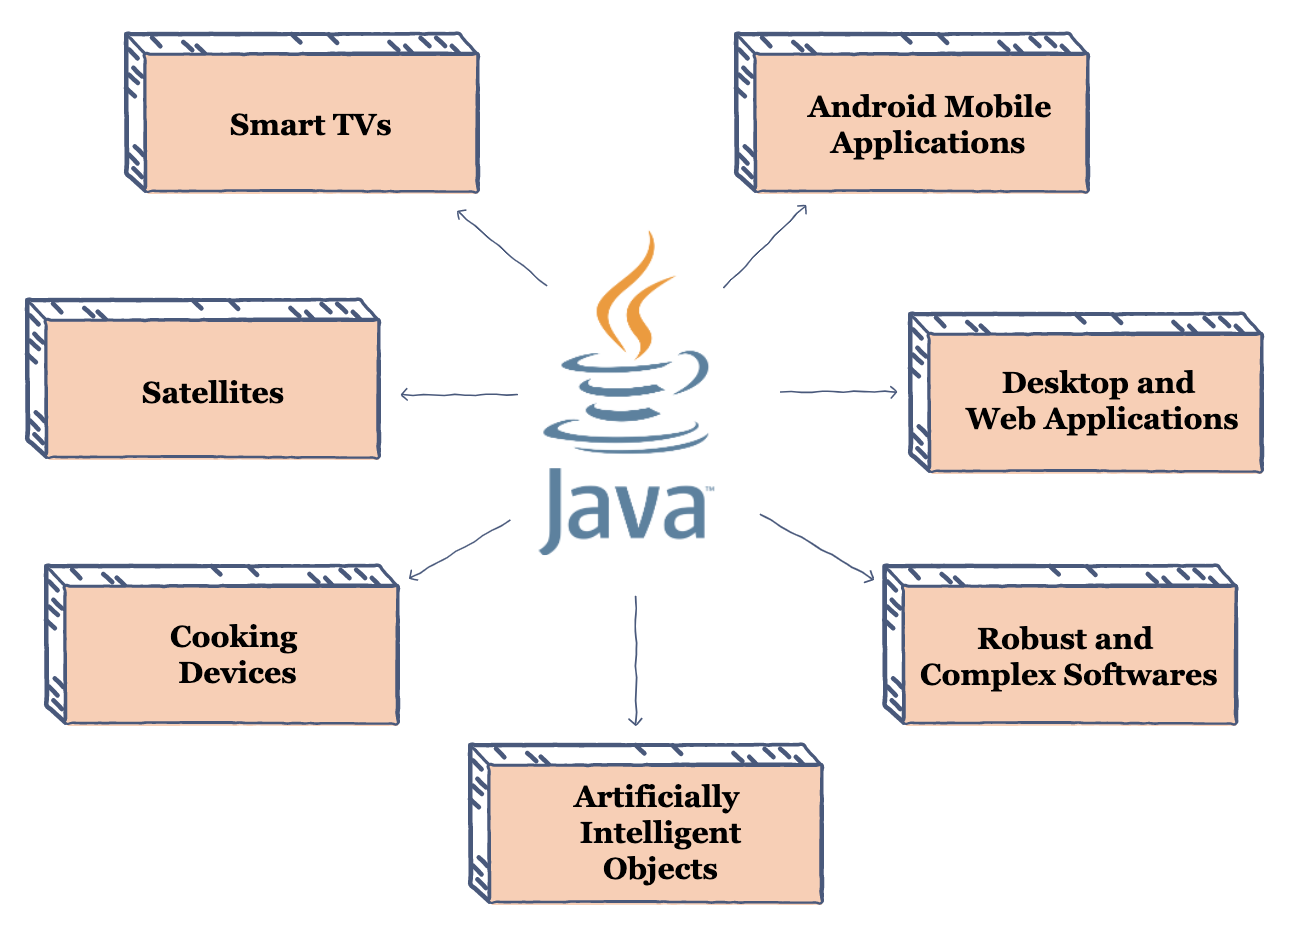 Smart TVs
Android Mobile
Applications
Satellites
Desktop and
Web Applications
Java™
Cooking
Devices
Robust and
Complex Softwares
Artificially
Intelligent
Objects